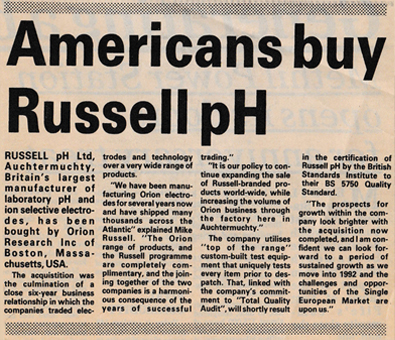 Americans buy
Russell pH
RUSSELL pH Ltd,
Auchtermuchty,
Britain's largest
manufacturer of
laboratory pH and
ion selective electro-
des, has been
bought by Orion
Research Inc of
Boston, Massa-
chusetts, USA.
The acquistition was
the culmination of a
close six-year business
relationship in which the
companies traded elec-
trodes and technology
over a very wide range of
products.
"We have been manu-
facturing Orion electrodes
for several years now
and have shipped many
thousands across the
Atlantic" explained Mike
Russell. "The Orion
range of products, and
the Russell programme
are completely com-
plimentary, and the join-
ing together of the two
companies is a harmoni-
ous consequence of the
years of successful
trading."
"It is our policy to con-
tinue expanding the sale
of Russell-branded pro-
ducts world-wide, while
increasing the volume of
Orion business through
the factory here in
Auchtermuchty."
The company utilises
"top of the range"
custom-built test equip-
ment that uniquely tests
every item prior to des-
patch. That, linked with
the company's commit-
ment to "Total Quality
Audit", will shortly result
in the certification of
Russell pH by the British
Standards Institute to
their BS 5750 Quality
Standard.
"The prospects for
growth within the com-
pany look brighter with
the acquisition now
completed, and I am con-
fident we can look for-
ward to a period of
sustained growth as we
move into 1992 and the
challenges and oppor-
tunities of the Single
European Market are
upon us."